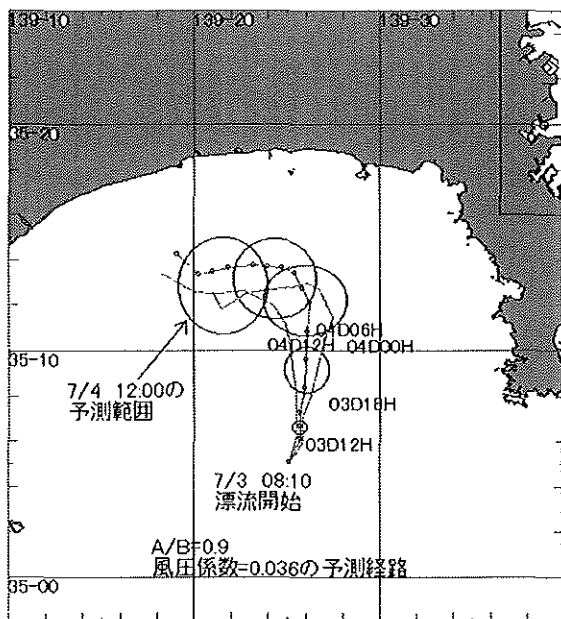 139-10
139-20
139-30
35-20
04D06H
04D12H
04D00H
35-10
7/4 12:00の
予測範囲
03D18H
03D12H
7/3 08:10
漂流開始
A/B=0.9
風圧係数=0.036の予測経路
35-00